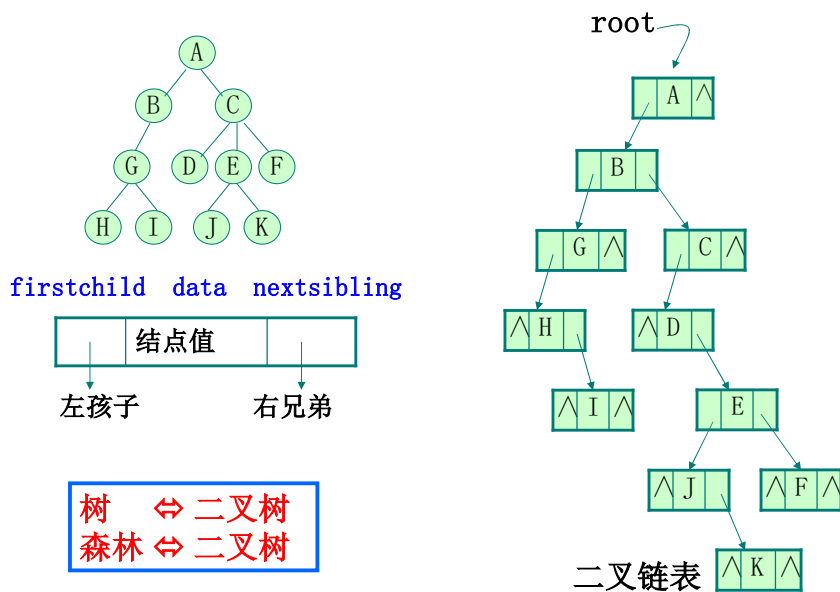 root
A
B C
G D E F
H I J K
firstchild data nextsibling
结点值
左孩子 右兄弟
树 ⇔ 二叉树
森林 ⇔ 二叉树
A ∧
B
G ∧
C ∧
∧ H
∧ D
∧ I ∧
E
∧ J
∧ F ∧
∧ K ∧
二叉链表